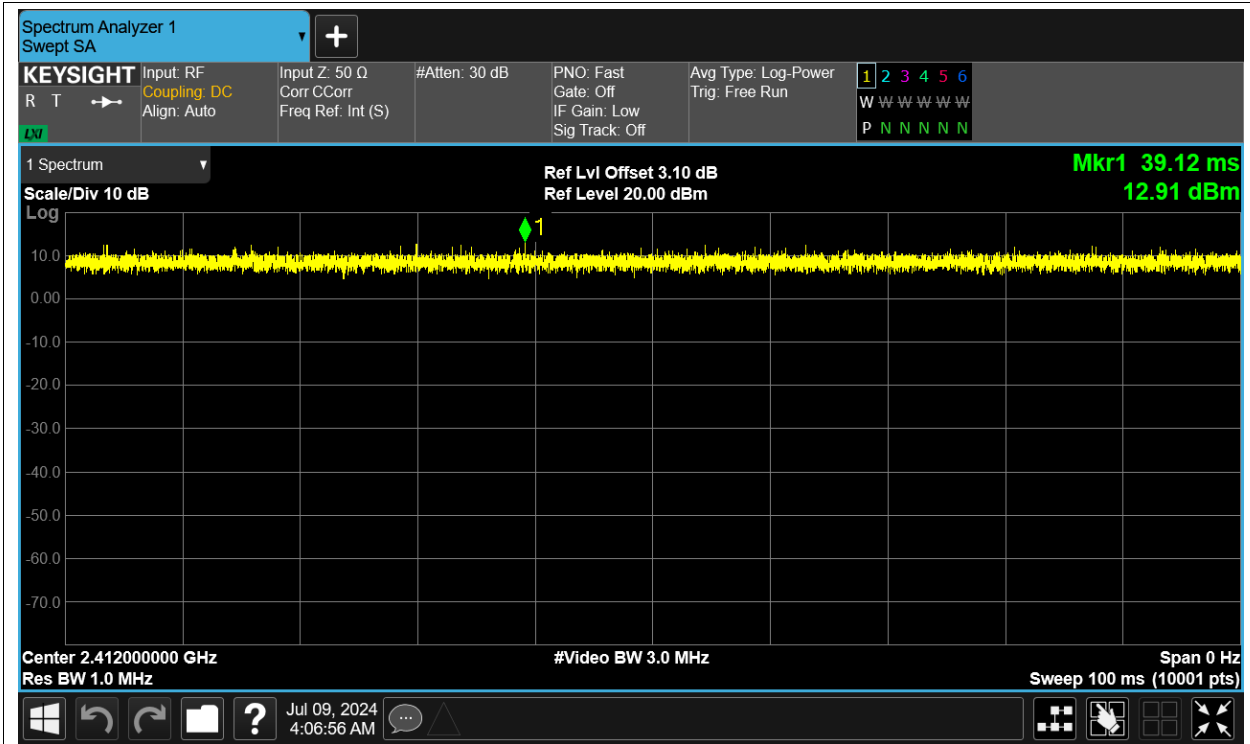 Spectrum Analyzer 1
Swept SA
KEYSIGHT
R T
LXI
Input: RF
Coupling: DC
Align: Auto
Input Z: 50 Ω
Corr CCorr
Freq Ref: Int (S)
#Atten: 30 dB
PNO: Fast
Gate: Off
IF Gain: Low
Sig Track: Off
Avg Type: Log-Power
Trig: Free Run
1 2 3 4 5 6
W W W W W W
P N N N N N
1 Spectrum
Scale/Div 10 dB
Log
Ref Lvl Offset 3.10 dB
Ref Level 20.00 dBm
Mkr1 39.12 ms
12.91 dBm
1
10.0
0.00
-10.0
-20.0
-30.0
-40.0
-50.0
-60.0
-70.0
Center 2.412000000 GHz
#Video BW 3.0 MHz
Span 0 Hz
Res BW 1.0 MHz
Sweep 100 ms (10001 pts)
?
Jul 09, 2024
4:06:56 AM